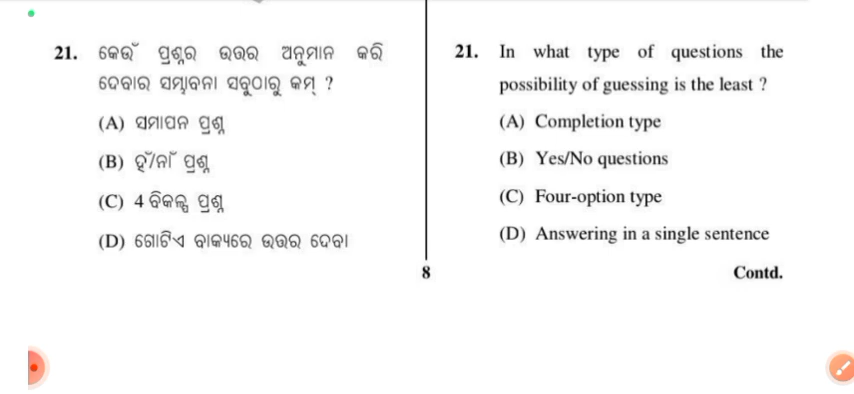 21. କେଉଁ ପ୍ରଶ୍ନର ଉତ୍ତର ଅନୁମାନ କରି
ଦେବାର ସମ୍ଭାବନା ସବୁଠାରୁ କମ୍ ?
(A) ସମାପନ ପ୍ରଶ୍ନ
(B) ହଁ/ନାଁ ପ୍ରଶ୍ନ
(C) 4 ବିକଳ୍ପ ପ୍ରଶ୍ନ
(D) ଗୋଟିଏ ବାକ୍ୟରେ ଉତ୍ତର ଦେବା
21. In what type of questions the
possibility of guessing is the least ?
(A) Completion type
(B) Yes/No questions
(C) Four-option type
(D) Answering in a single sentence
8
Contd.